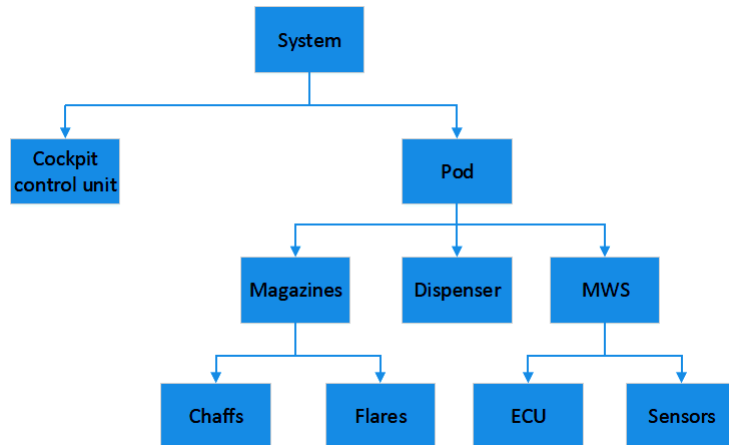 System
Cockpit
control unit
Pod
Magazines
Dispenser
MWS
Chaffs
Flares
ECU
Sensors